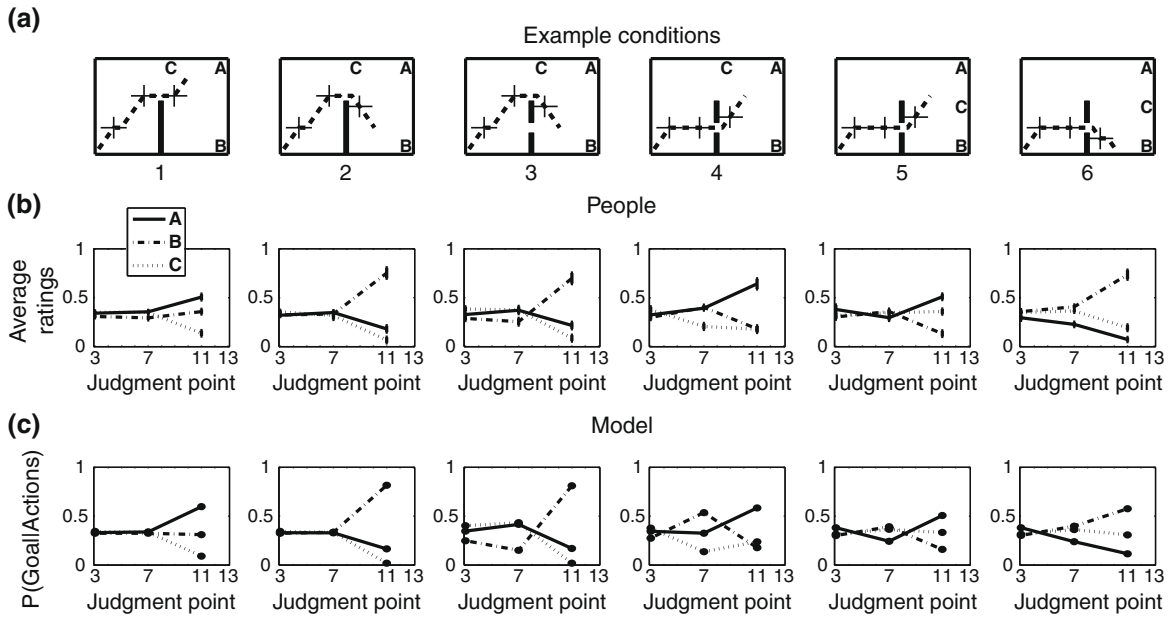 (a)
Example conditions
C A B
C A B
C A B
C A B
A C B
A C B
1 2 3 4 5 6
(b)
People
A
B
C
Average ratings
1 0.5 0
1 0.5 0
1 0.5 0
1 0.5 0
1 0.5 0
1 0.5 0
3 7 11 13
3 7 11 13
3 7 11 13
3 7 11 13
3 7 11 13
3 7 11 13
Judgment point
Judgment point
Judgment point
Judgment point
Judgment point
Judgment point
(c)
Model
P(Goal|Actions)
1 0.5 0
1 0.5 0
1 0.5 0
1 0.5 0
1 0.5 0
1 0.5 0
3 7 11 13
3 7 11 13
3 7 11 13
3 7 11 13
3 7 11 13
3 7 11 13
Judgment point
Judgment point
Judgment point
Judgment point
Judgment point
Judgment point